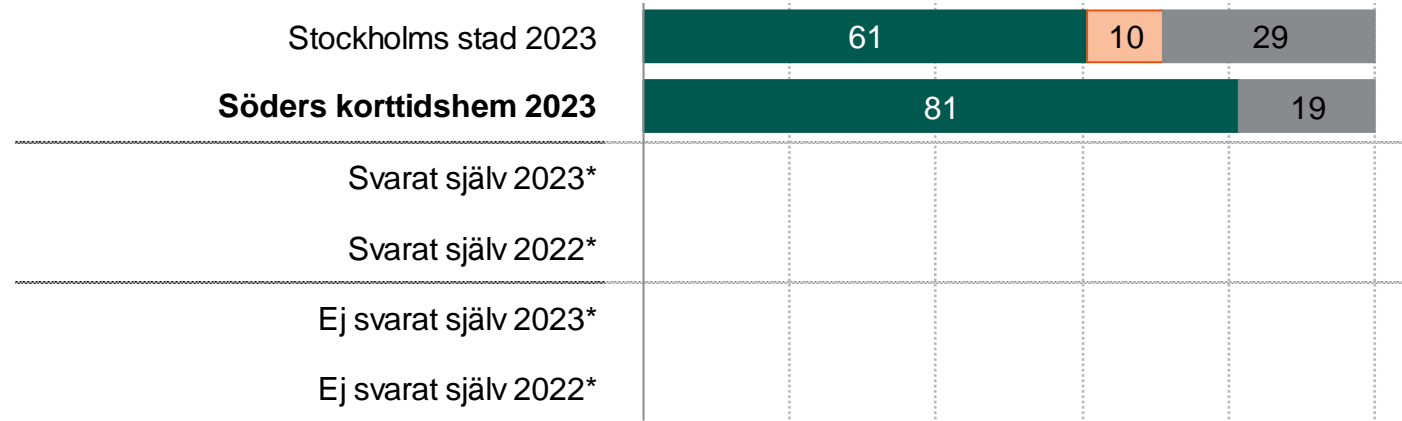 Stockholms stad 2023 61 10 29
Söders korttidshem 2023 81 19
Svarat själv 2023*
Svarat själv 2022*
Ej svarat själv 2023*
Ej svarat själv 2022*